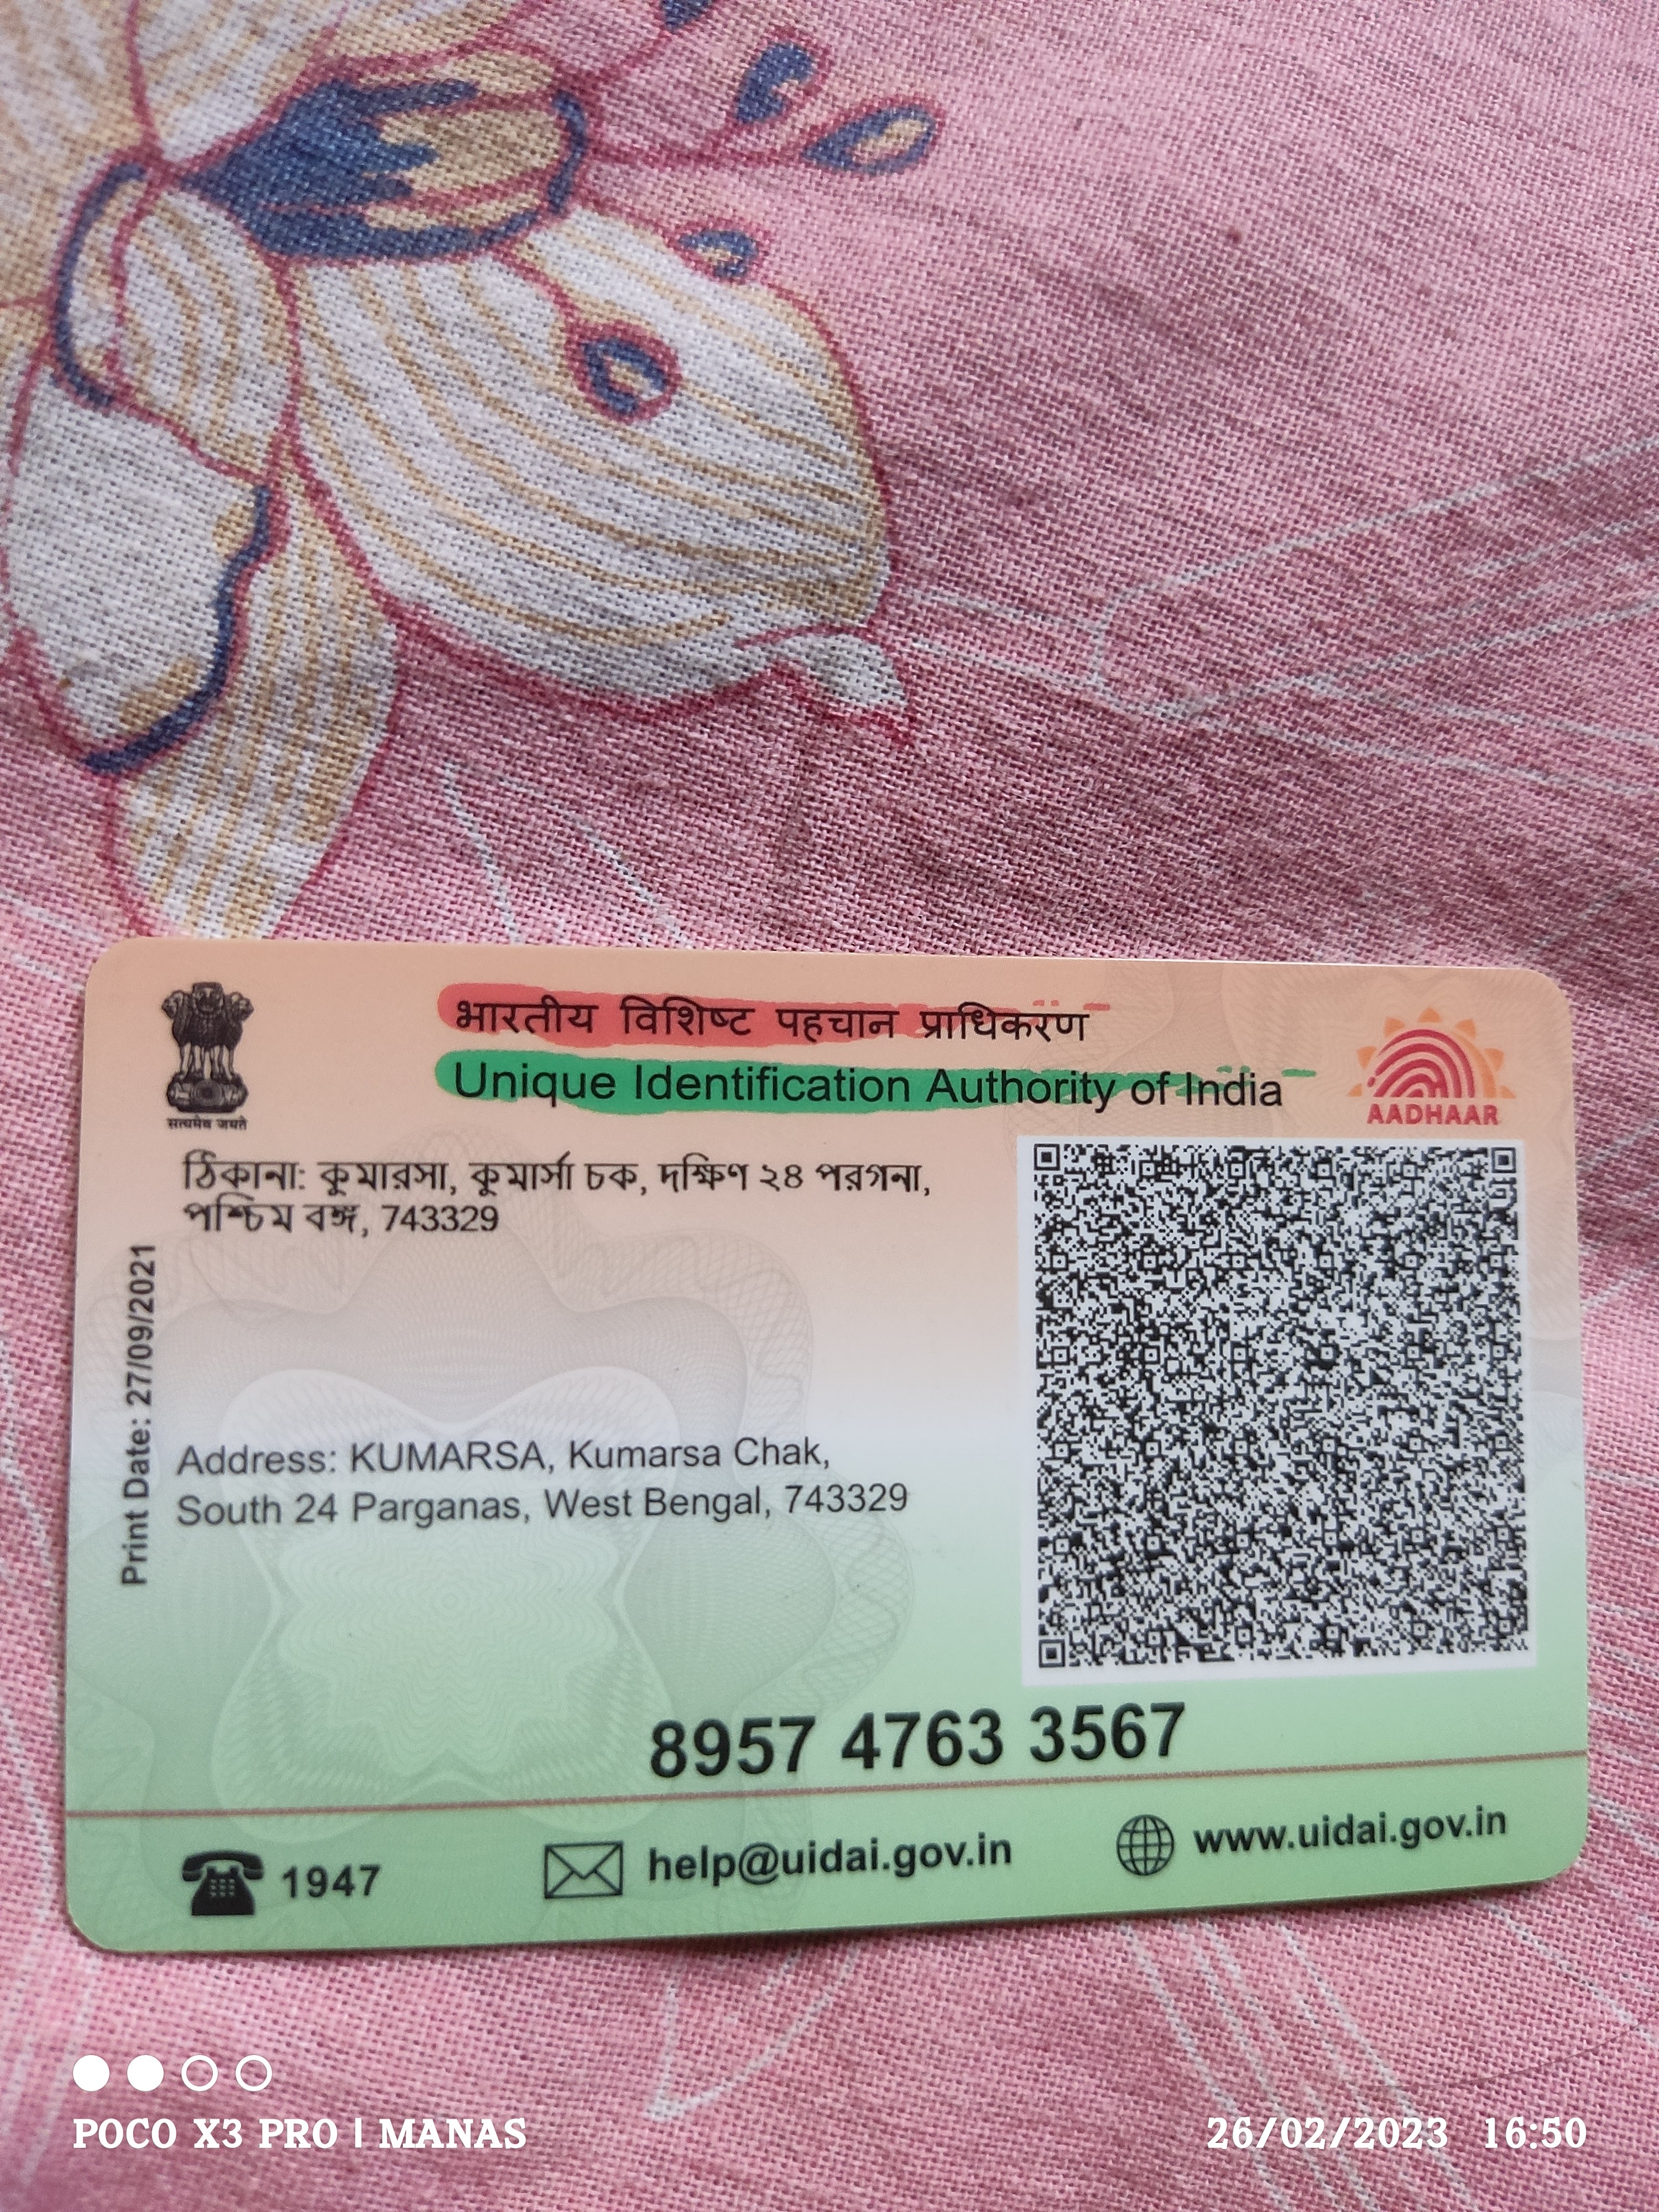 भारतीय विशिष्ट पहचान प्राधिकरण
Unique Identification Authority of India
सत्यमेव जयते
AADHAAR
ঠিকানা: কুমারসা, কুমার্সা চক, দক্ষিণ ২৪ পরগনা,
পশ্চিম বঙ্গ, 743329
Print Date: 27/09/2021
Address: KUMARSA, Kumarsa Chak,
South 24 Parganas, West Bengal, 743329
8957 4763 3567
1947
help@uidai.gov.in
www.uidai.gov.in
POCO X3 PRO | MANAS
26/02/2023 16:50